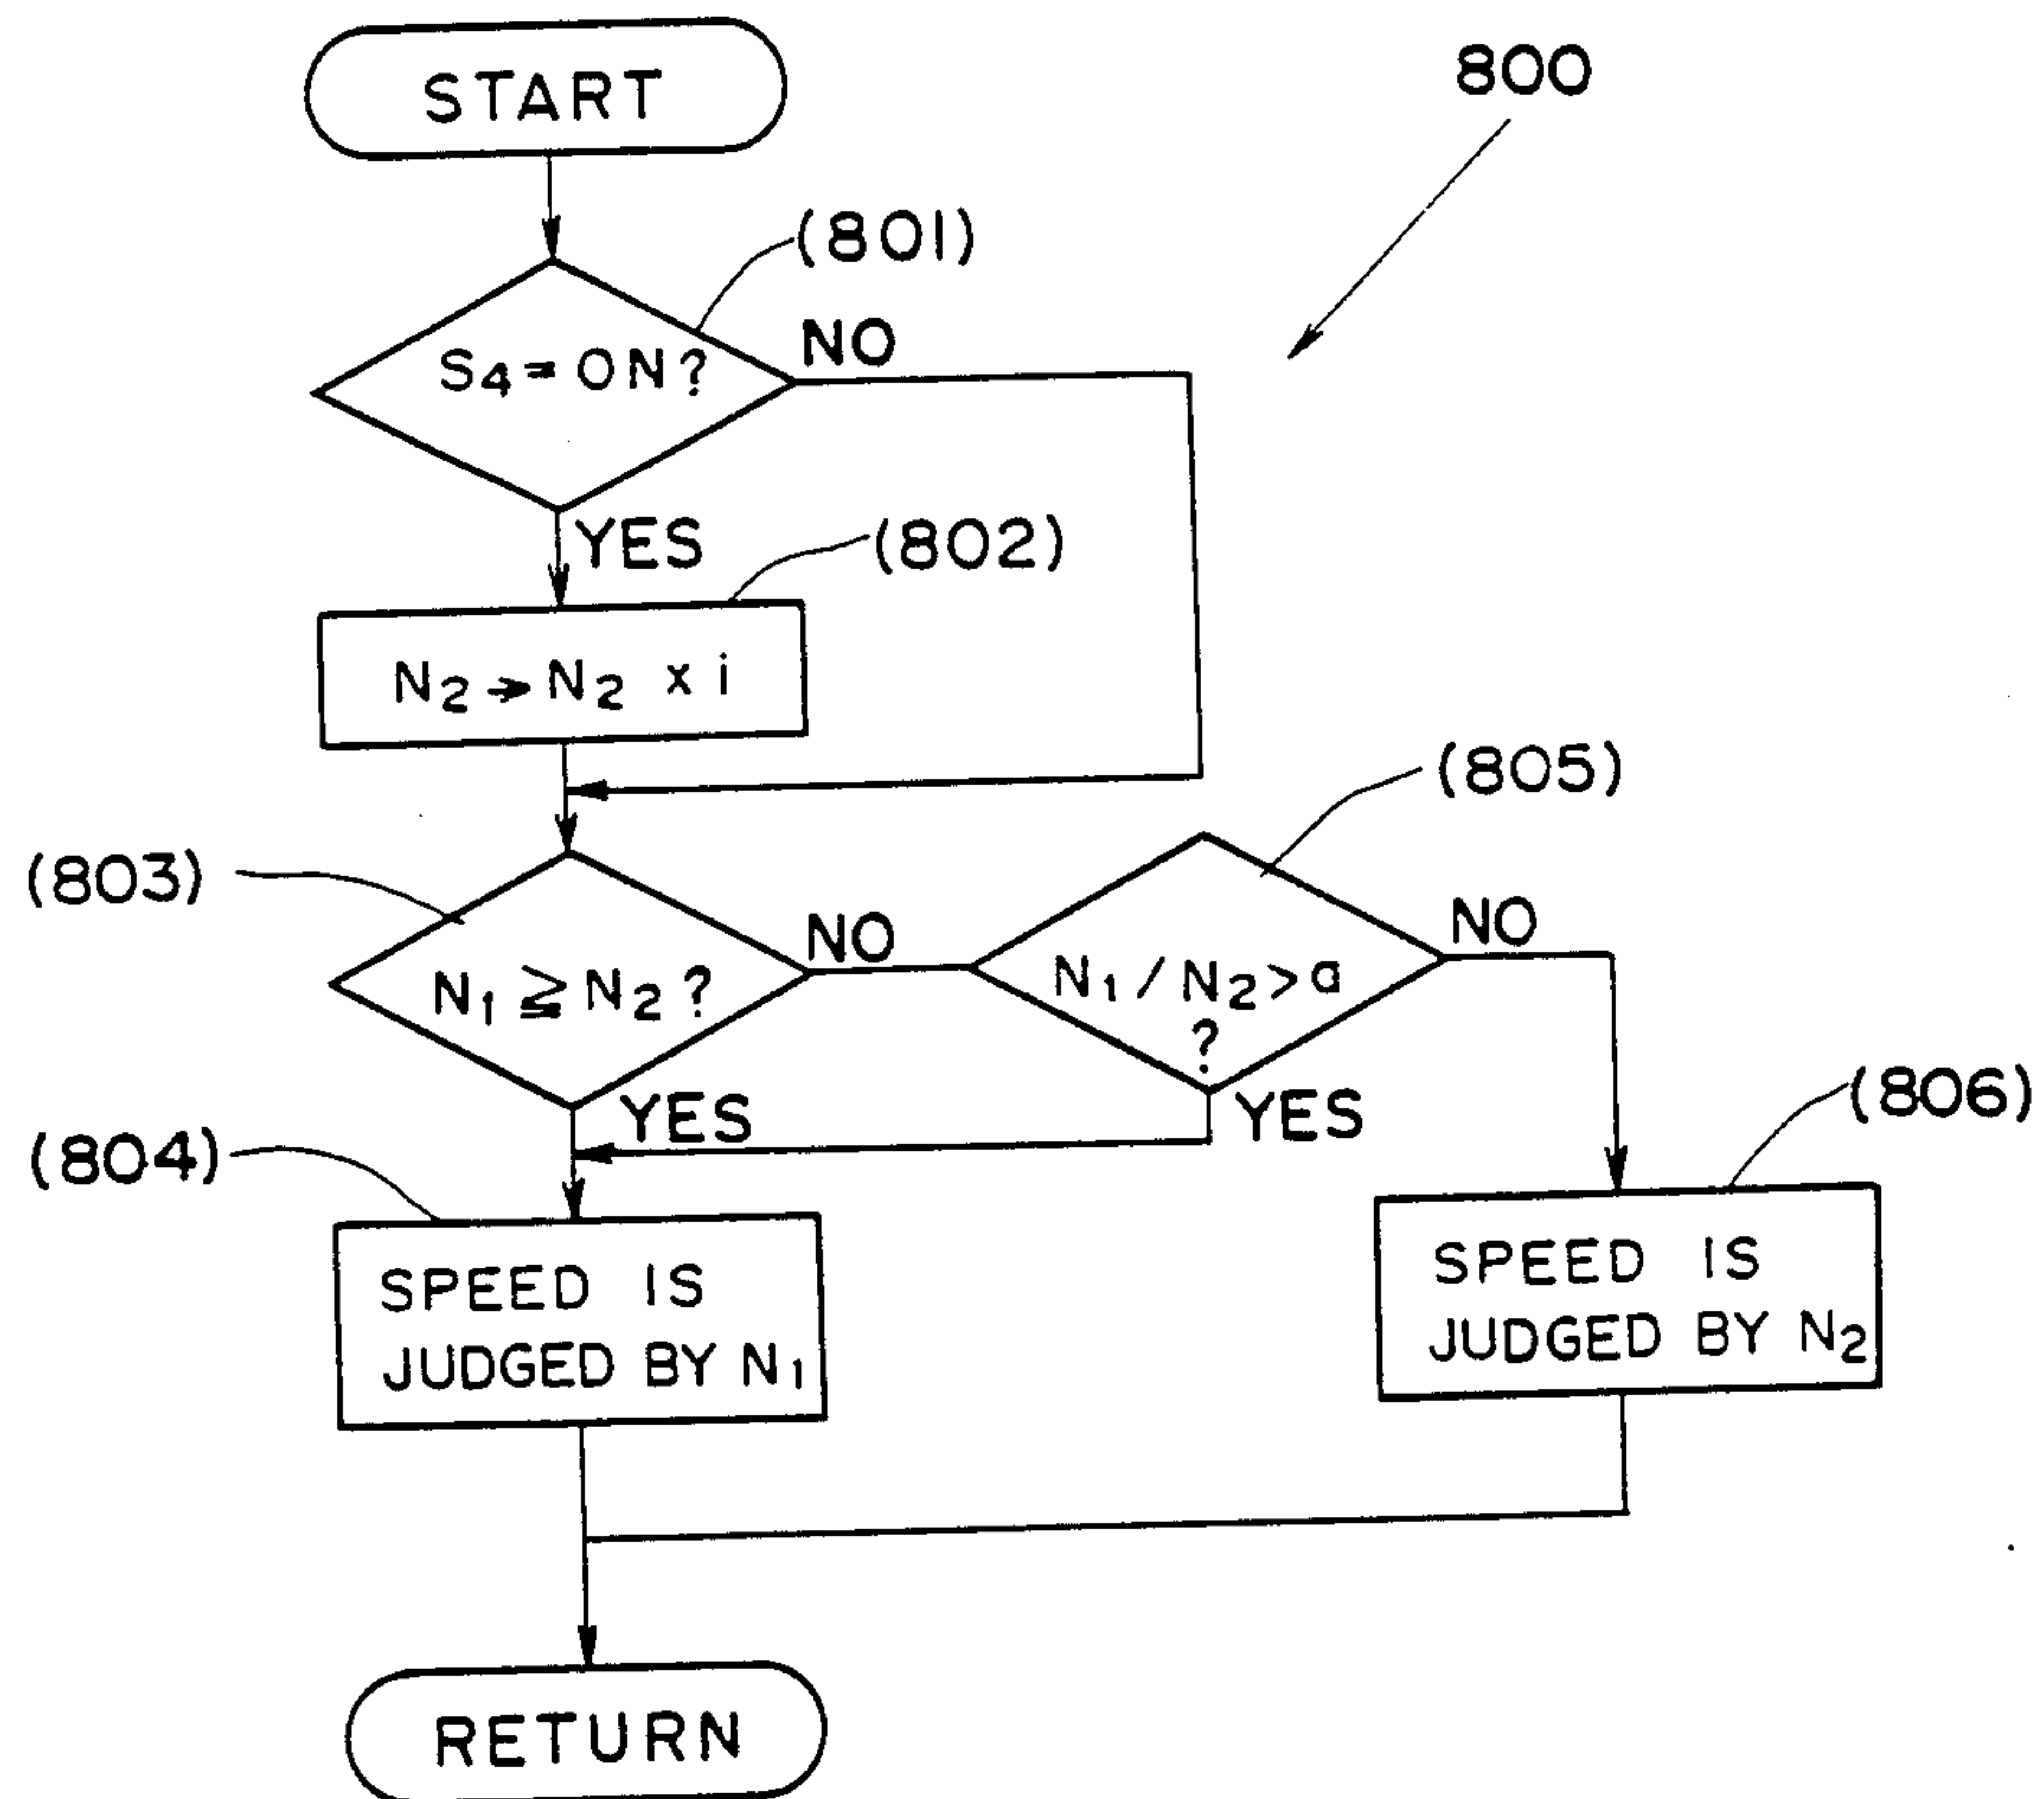 START
800
(801)
S4=ON?
NO
YES
(802)
N2→N2 x i
(805)
(803)
N1≧N2?
NO
N1/N2>a
?
NO
YES
YES
(804)
(806)
SPEED IS
JUDGED BY N1
SPEED IS
JUDGED BY N2
RETURN